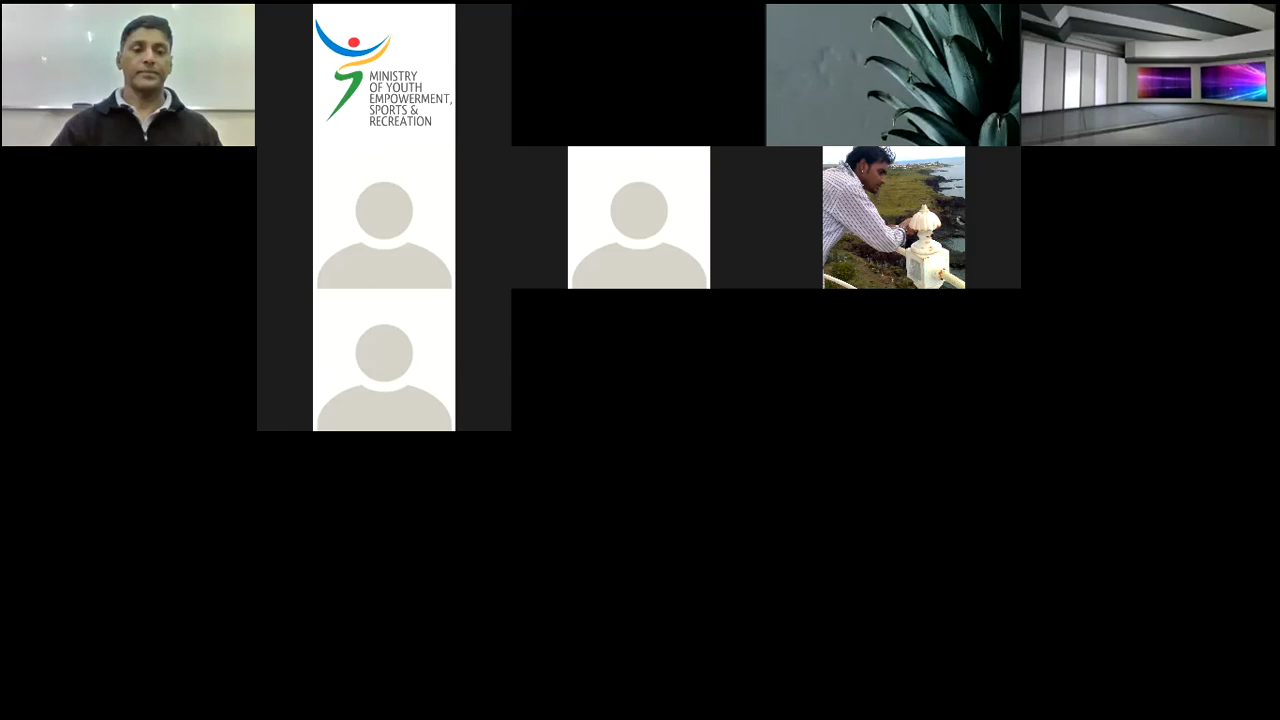 MINISTRY
OF YOUTH
EMPOWERMENT,
SPORTS &
RECREATION